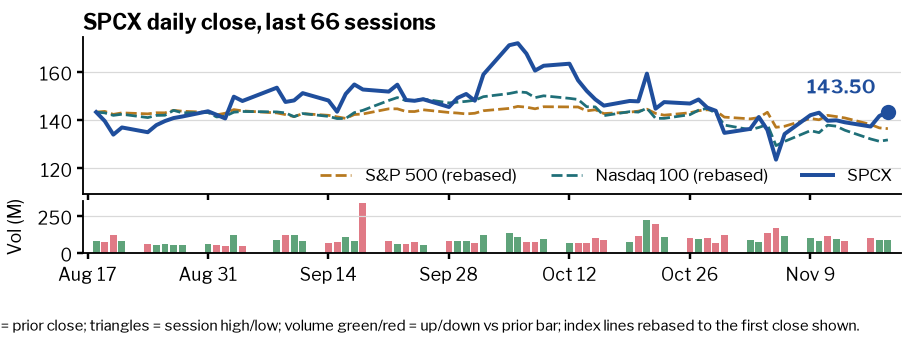 SPCX daily close, last 66 sessions
160
140
120
143.50
S&P 500 (rebased) Nasdaq 100 (rebased) SPCX
Vol (M)
250
0
Aug 17 Aug 31 Sep 14 Sep 28 Oct 12 Oct 26 Nov 9
= prior close; triangles = session high/low; volume green/red = up/down vs prior bar; index lines rebased to the first close shown.